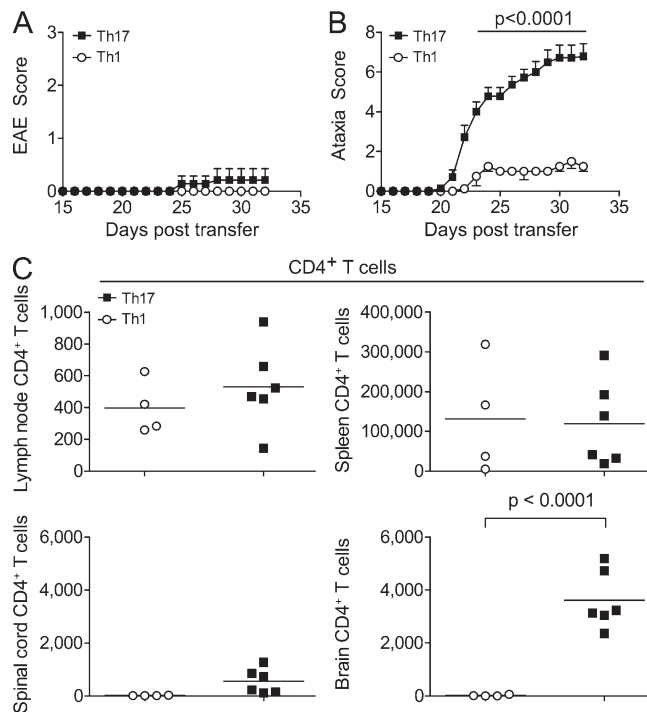 A
EAE Score
3
2
1
0
Th17
Th1
15 20 25 30 35
Days post transfer
B
p<0.0001
Ataxia Score
8
6
4
2
0
Th17
Th1
15 20 25 30 35
Days post transfer
C
CD4+ T cells
Lymph node CD4+ T cells
1,000
800
600
400
200
0
Th17
Th1
Spleen CD4+ T cells
400,000
300,000
200,000
100,000
0
Spinal cord CD4+ T cells
6,000
4,000
2,000
0
p < 0.0001
Brain CD4+ T cells
6,000
4,000
2,000
0